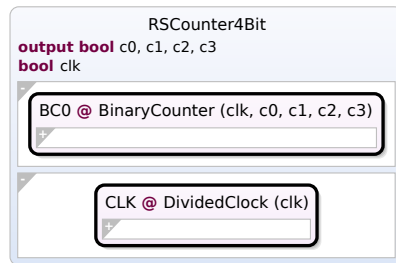 RSCounter4Bit
output bool c0, c1, c2, c3
bool clk
-
BC0 @ BinaryCounter (clk, c0, c1, c2, c3)
+
-
CLK @ DividedClock (clk)
+